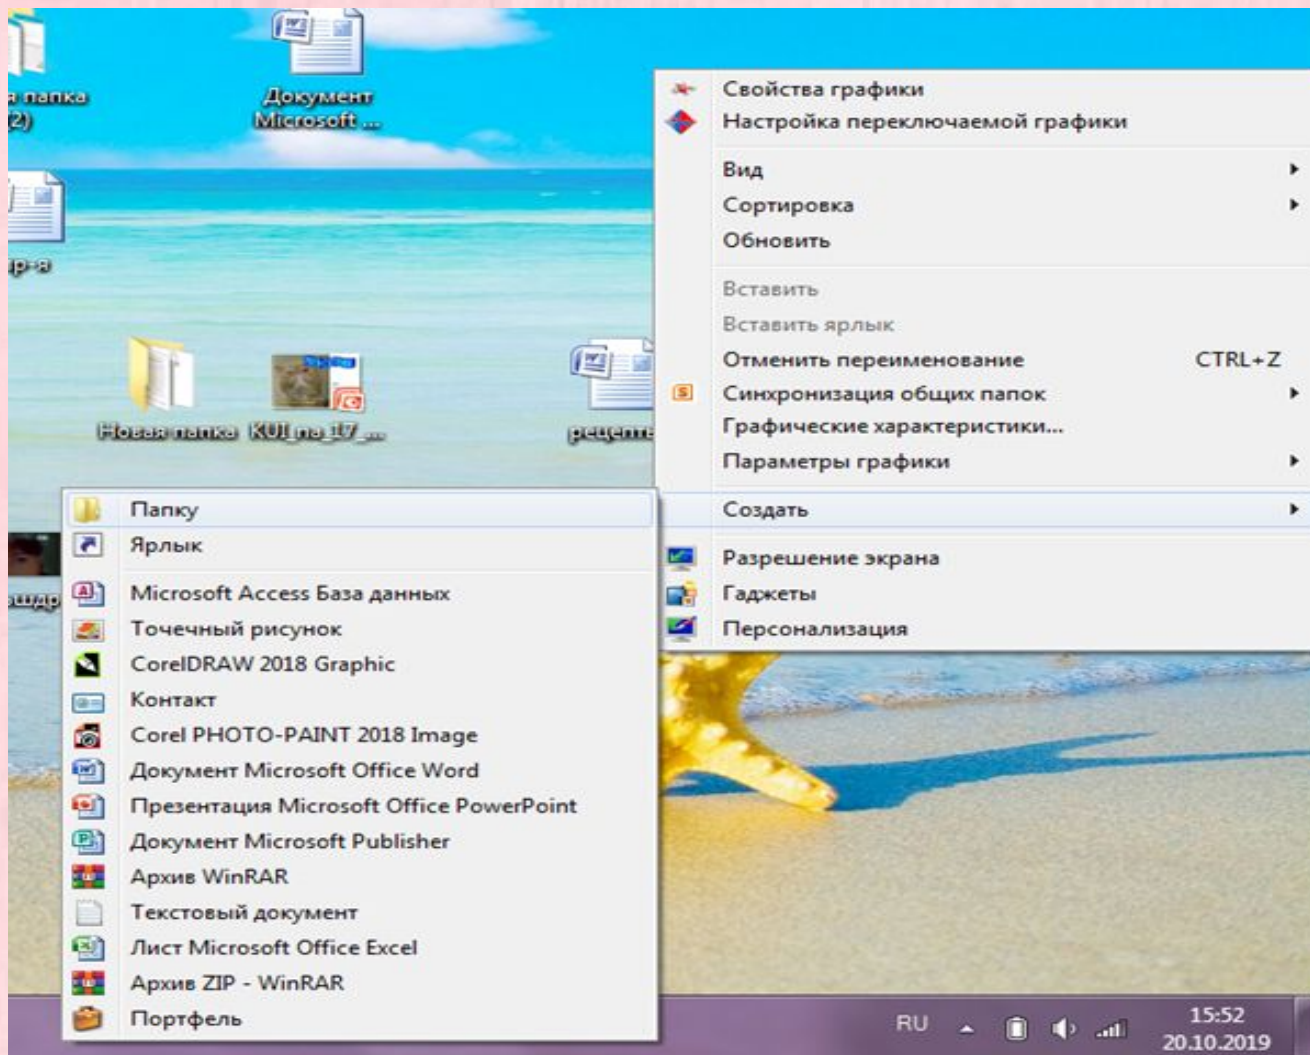 я папка
(2)
Документ
Microsoft ...
Свойства графики
Настройка переключаемой графики
Вид
Сортировка
Обновить
Вставить
Вставить ярлык
Отменить переименование CTRL+Z
Синхронизация общих папок
Графические характеристики...
Параметры графики
Создать
Разрешение экрана
Гаджеты
Персонализация
р-я
Новая папка
KUI_na_17_...
рецепты
Папку
Ярлык
Microsoft Access База данных
Точечный рисунок
CorelDRAW 2018 Graphic
Контакт
Corel PHOTO-PAINT 2018 Image
Документ Microsoft Office Word
Презентация Microsoft Office PowerPoint
Документ Microsoft Publisher
Архив WinRAR
Текстовый документ
Лист Microsoft Office Excel
Архив ZIP - WinRAR
Портфель
RU
15:52
20.10.2019